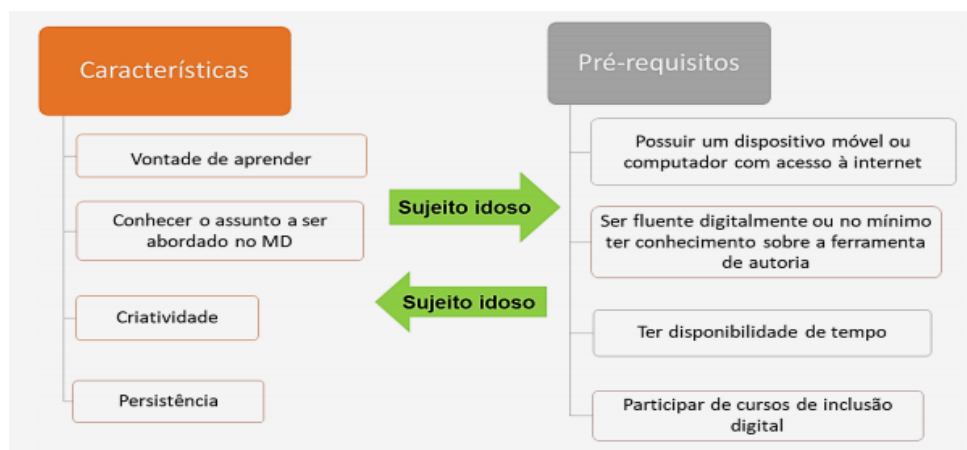 Características
Vontade de aprender
Conhecer o assunto a ser
abordado no MD
Criatividade
Persistência
Sujeito idoso
Sujeito idoso
Pré-requisitos
Possuir um dispositivo móvel ou
computador com acesso à internet
Ser fluente digitalmente ou no mínimo
ter conhecimento sobre a ferramenta
de autoria
Ter disponibilidade de tempo
Participar de cursos de inclusão
digital